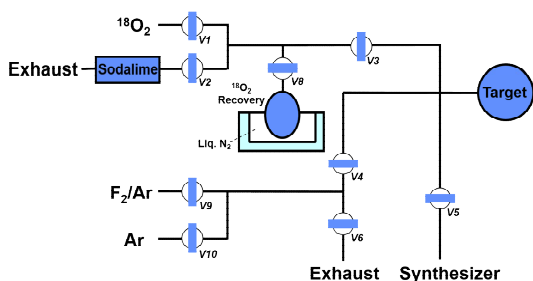 ¹⁸O₂
V1
V3
Exhaust
Sodalime
V2
V8
¹⁸O₂
Recovery
Target
Liq. N₂
V4
F₂/Ar
V9
V5
V6
Ar
V10
Exhaust
Synthesizer